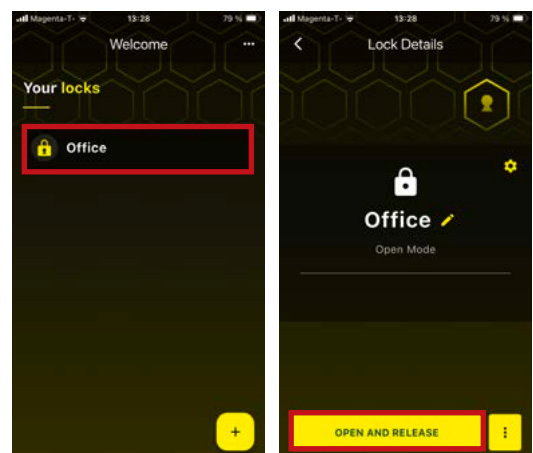 Magenta-T- 13:28 79 %
Welcome
Your locks
Office
+
Magenta-T- 13:28 79 %
Lock Details
Office
Open Mode
OPEN AND RELEASE